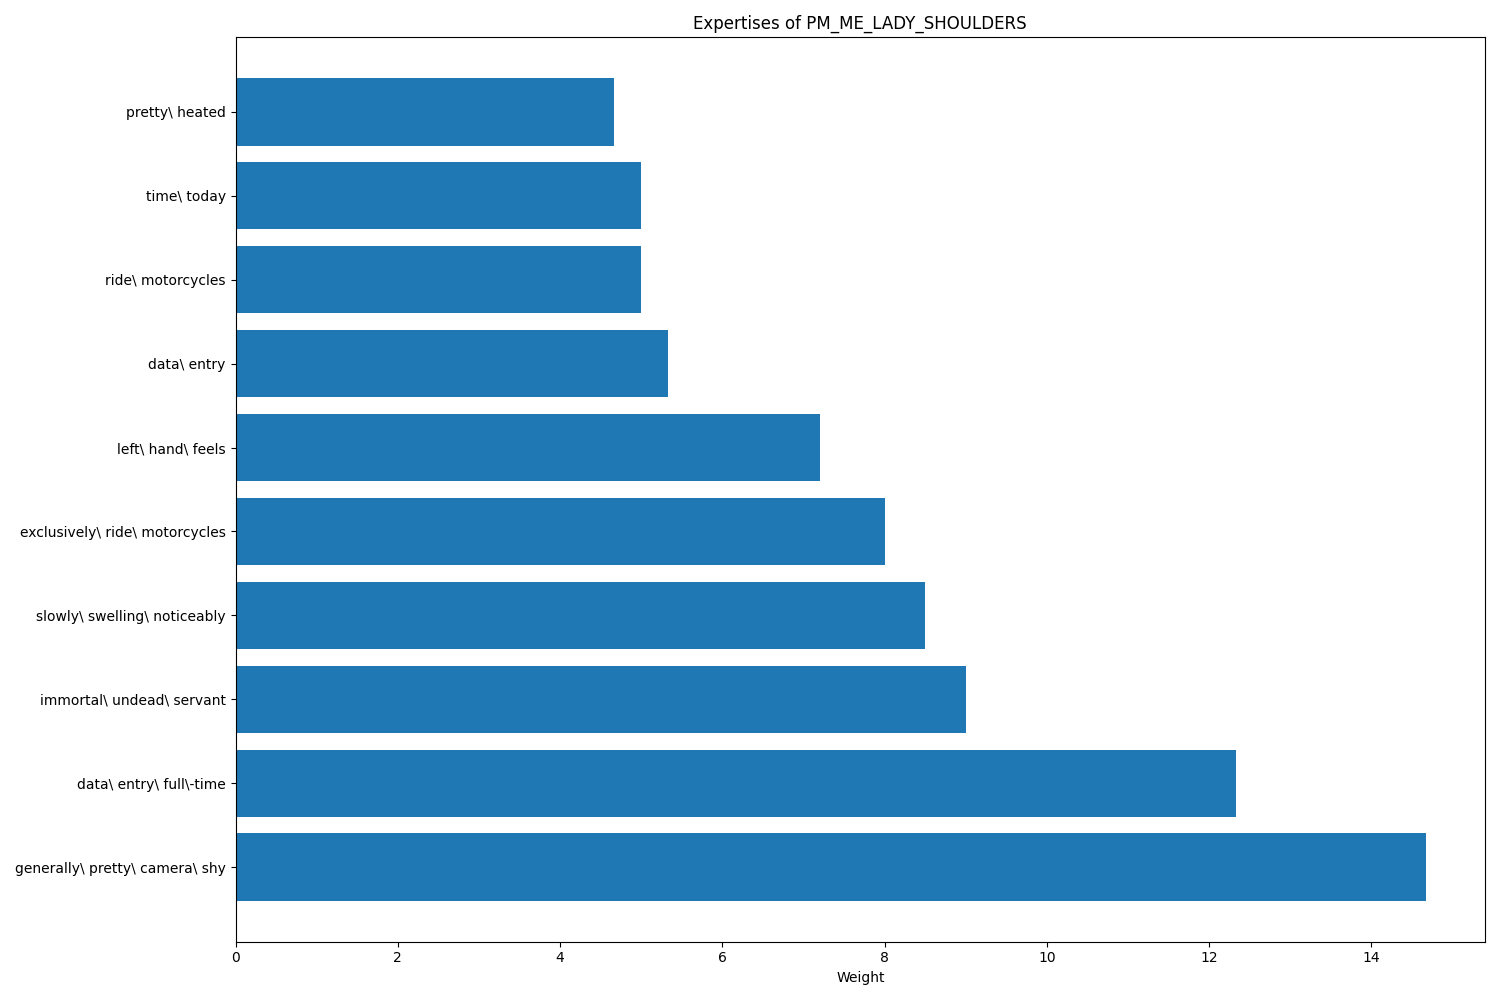 Expertises of PM_ME_LADY_SHOULDERS
pretty\ heated
time\ today
ride\ motorcycles
data\ entry
left\ hand\ feels
exclusively\ ride\ motorcycles
slowly\ swelling\ noticeably
immortal\ undead\ servant
data\ entry\ full\-time
generally\ pretty\ camera\ shy
0 2 4 6 8 10 12 14
Weight